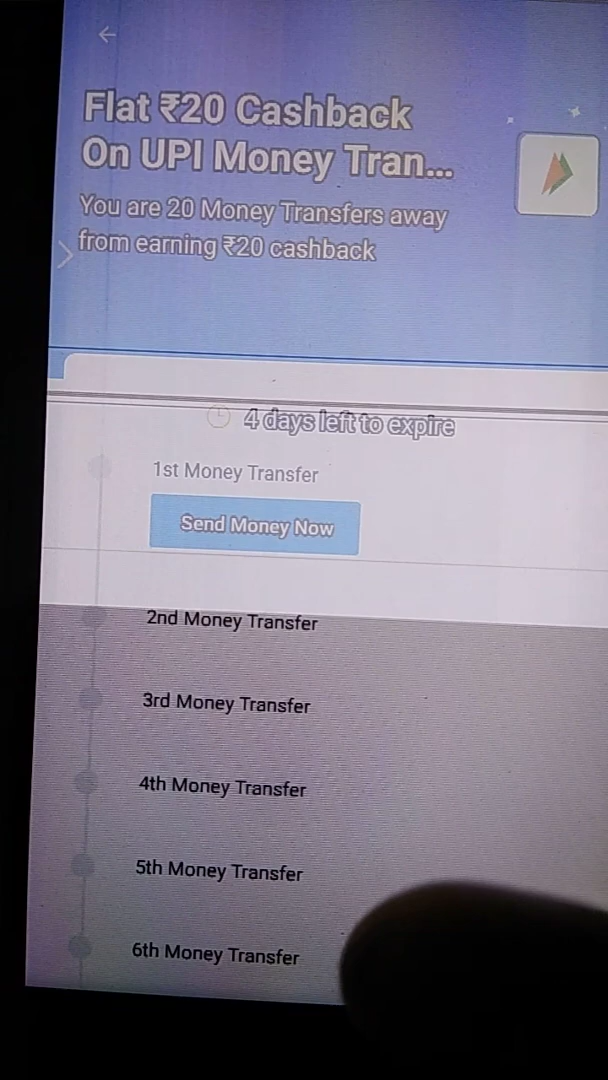 Flat ₹20 Cashback
On UPI Money Tran...
You are 20 Money Transfers away
from earning ₹20 cashback
4 days left to expire
1st Money Transfer
Send Money Now
2nd Money Transfer
3rd Money Transfer
4th Money Transfer
5th Money Transfer
6th Money Transfer